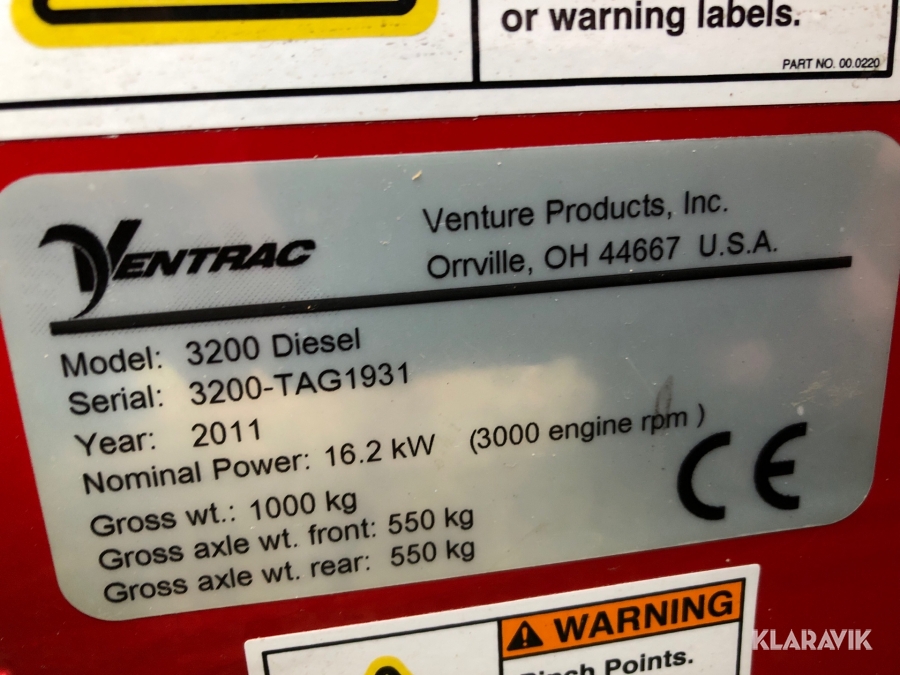 or warning labels.
PART NO. 00.0220
VENTRAC
Venture Products, Inc.
Orrville, OH 44667 U.S.A.
Model: 3200 Diesel
Serial: 3200-TAG1931
Year: 2011
Nominal Power: 16.2 kW (3000 engine rpm )
Gross wt.: 1000 kg
Gross axle wt. front: 550 kg
Gross axle wt. rear: 550 kg
CE
WARNING
Pinch Points.
KLARAVIK